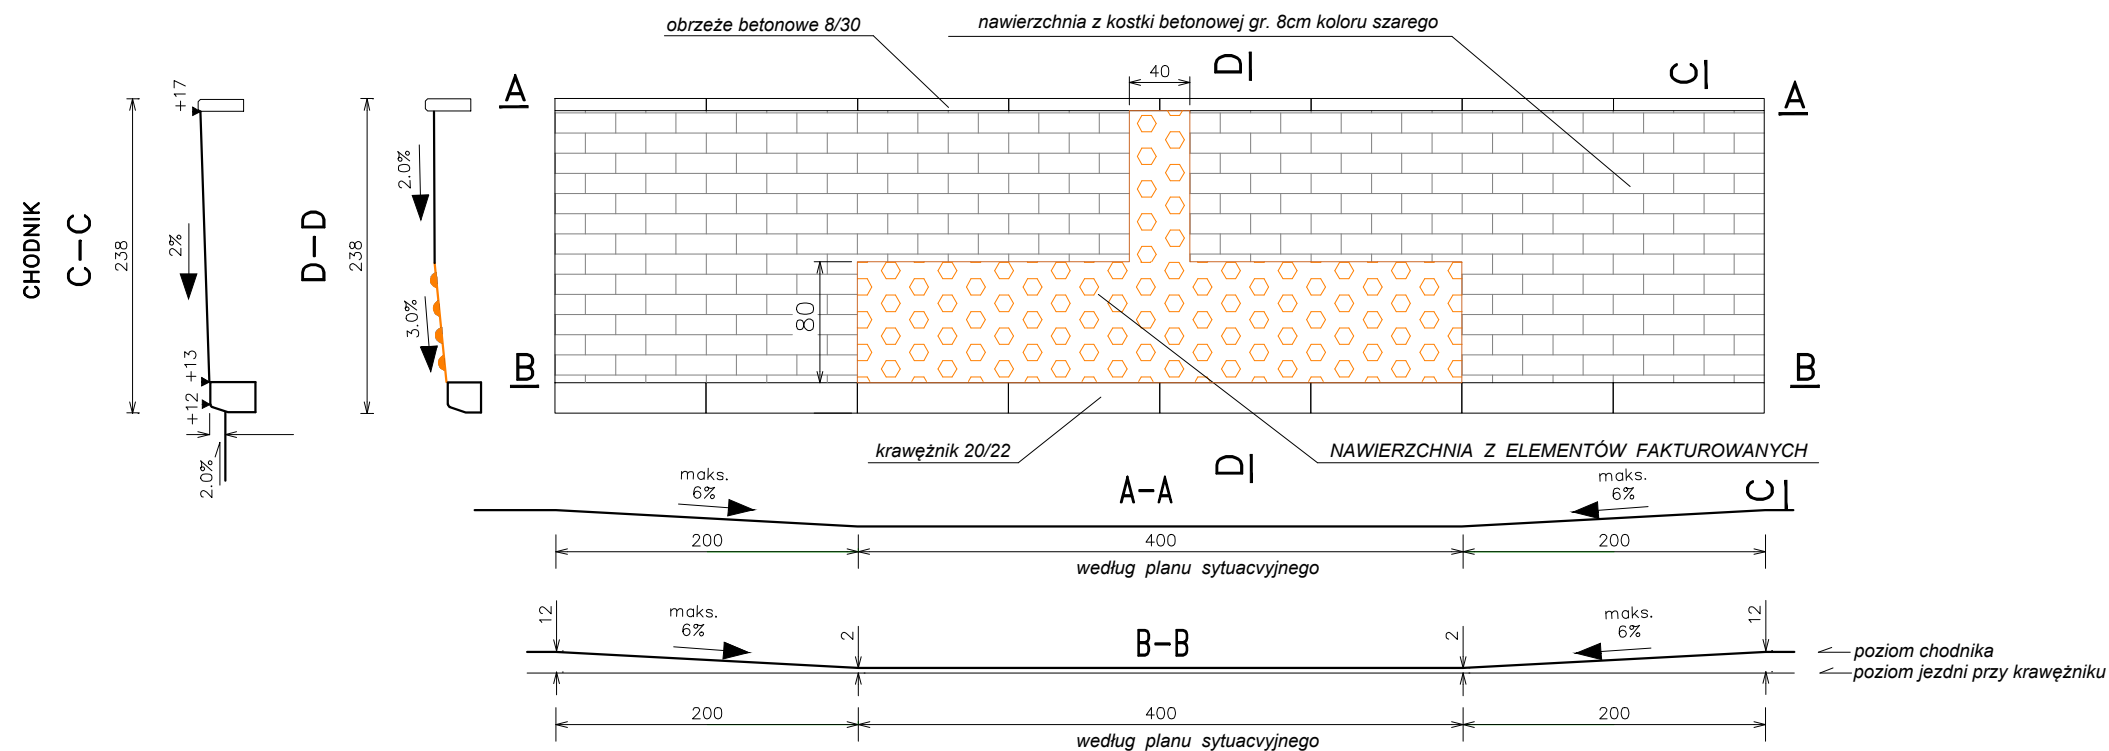 obrzeże betonowe 8/30
nawierzchnia z kostki betonowej gr. 8cm koloru szarego
D
40
C
A
A
+17
2.0%
CHODNIK
C-C
238
2%
D-D
238
3.0%
80
+13
B
B
+12
2.0%
krawężnik 20/22
D
NAWIERZCHNIA Z ELEMENTÓW FAKTUROWANYCH
maks.
6%
A-A
maks.
6%
C
200
400
200
według planu sytuacvyjnego
12
maks.
6%
2
B-B
2
maks.
6%
12
poziom chodnika
poziom jezdni przy krawężniku
200
400
200
według planu sytuacvyjnego